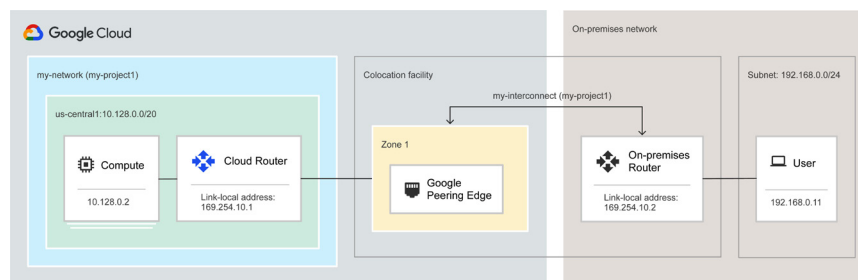 Google Cloud
On-premises network
my-network (my-project1)
Colocation facility
Subnet: 192.168.0.0/24
my-interconnect (my-project1)
us-central1:10.128.0.0/20
Zone 1
Compute
10.128.0.2
Cloud Router
Link-local address:
169.254.10.1
Google
Peering Edge
On-premises
Router
Link-local address:
169.254.10.2
User
192.168.0.11